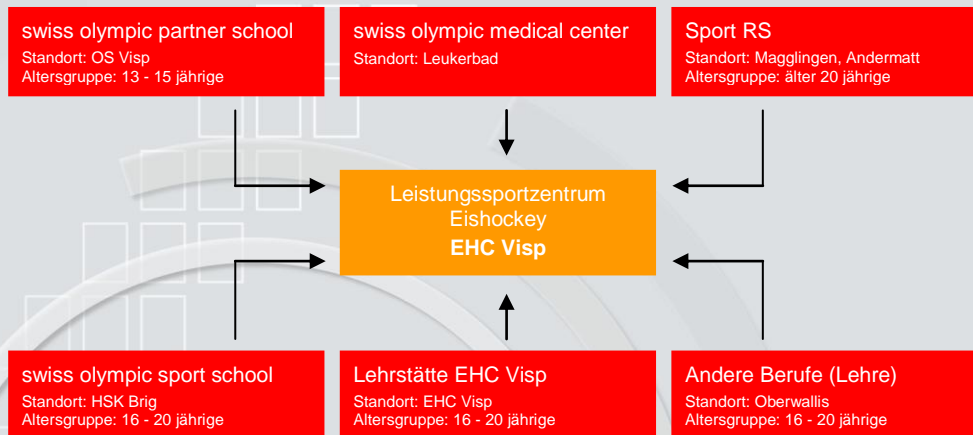 swiss olympic partner school
Standort: OS Visp
Altersgruppe: 13 - 15 jährige
swiss olympic medical center
Standort: Leukerbad
Sport RS
Standort: Magglingen, Andermatt
Altersgruppe: älter 20 jährige
Leistungssportzentrum
Eishockey
EHC Visp
swiss olympic sport school
Standort: HSK Brig
Altersgruppe: 16 - 20 jährige
Lehrstätte EHC Visp
Standort: EHC Visp
Altersgruppe: 16 - 20 jährige
Andere Berufe (Lehre)
Standort: Oberwallis
Altersgruppe: 16 - 20 jährige